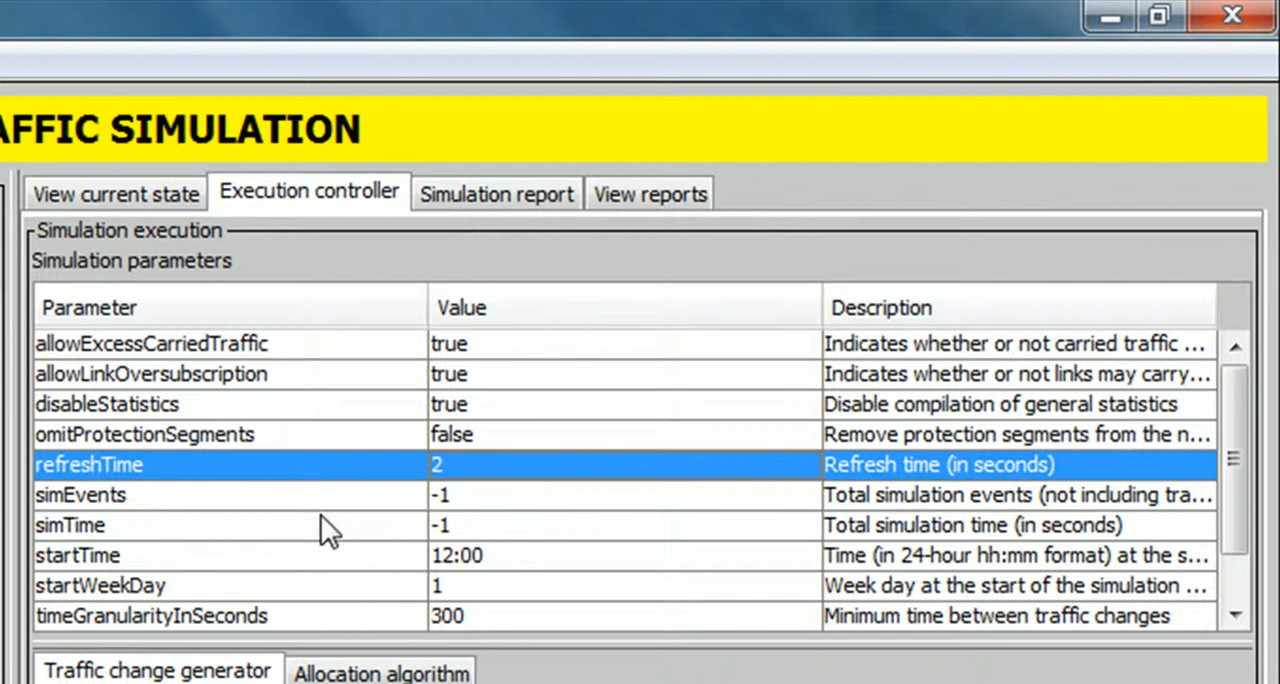 AFFIC SIMULATION
View current state Execution controller Simulation report View reports
Simulation execution
Simulation parameters
Parameter Value Description
allowExcessCarriedTraffic true Indicates whether or not carried traffic ...
allowLinkOversubscription true Indicates whether or not links may carry...
disableStatistics true Disable compilation of general statistics
omitProtectionSegments false Remove protection segments from the n...
refreshTime 2 Refresh time (in seconds)
simEvents -1 Total simulation events (not including tra...
simTime -1 Total simulation time (in seconds)
startTime 12:00 Time (in 24-hour hh:mm format) at the s...
startWeekDay 1 Week day at the start of the simulation ...
timeGranularityInSeconds 300 Minimum time between traffic changes
Traffic change generator Allocation algorithm